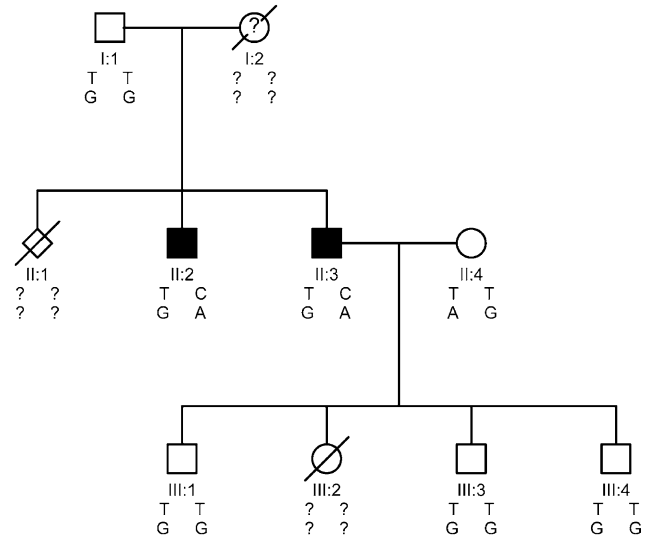 ?
I:1 I:2
T T ? ?
G G ? ?
II:1 II:2 II:3 II:4
? ? T C T C T T
? ? G A G A A G
III:1 III:2 III:3 III:4
T T ? ? T T T T
G G ? ? G G G G